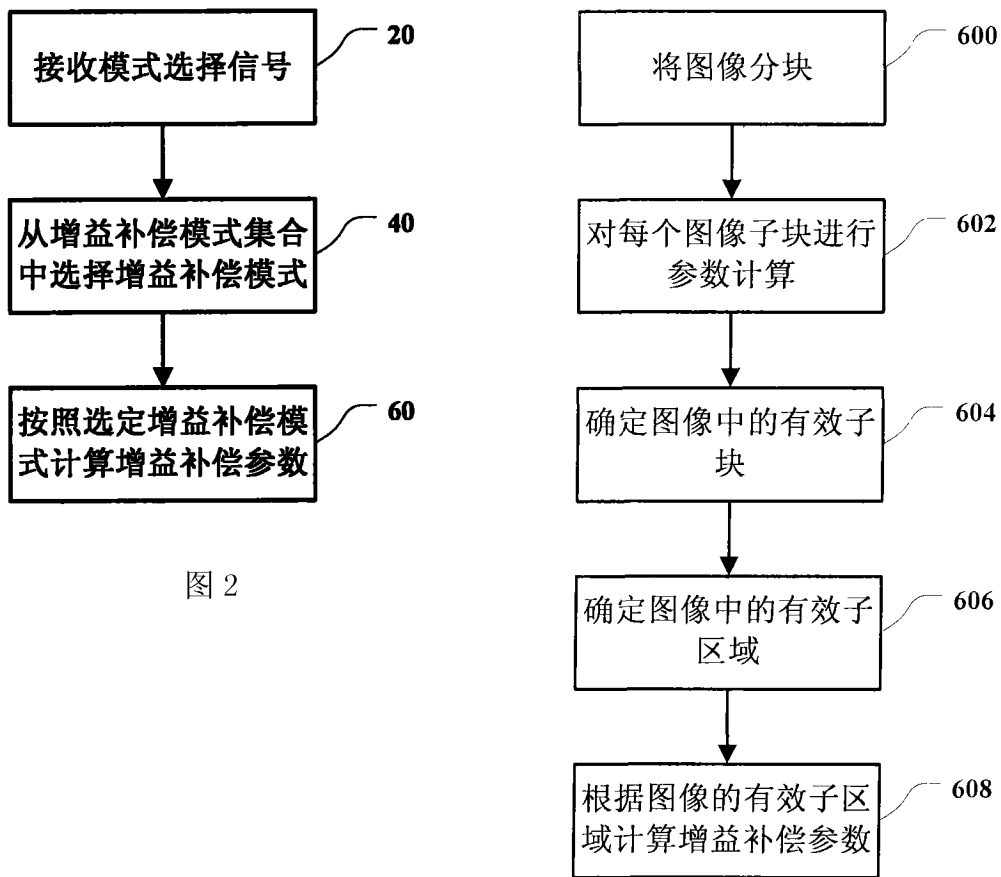 接收模式选择信号
20
从增益补偿模式集合
中选择增益补偿模式
40
按照选定增益补偿模
式计算增益补偿参数
60
图 2
将图像分块
600
对每个图像子块进行
参数计算
602
确定图像中的有效子
块
604
确定图像中的有效子
区域
606
根据图像的有效子区
域计算增益补偿参数
608